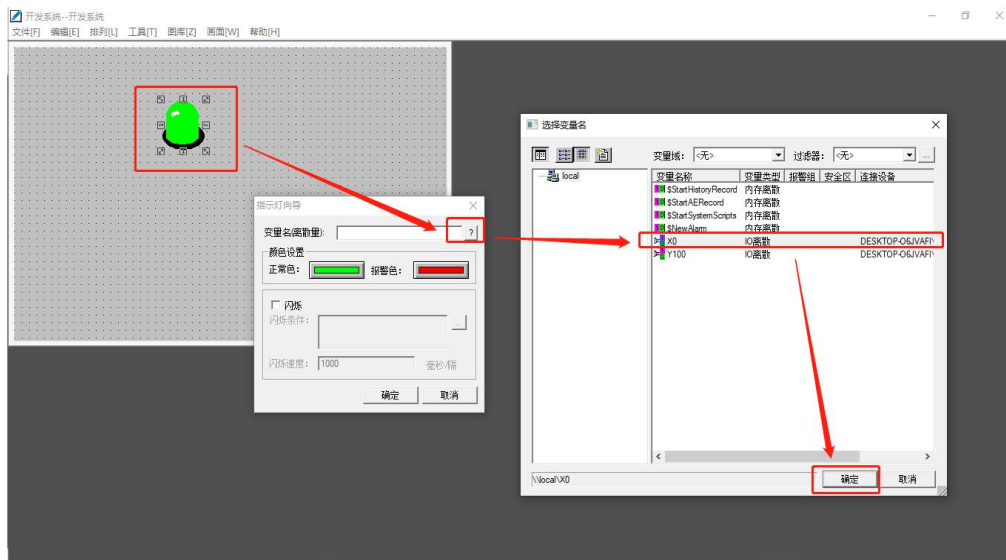 开发系统--开发系统
文件[F] 编辑[E] 排列[L] 工具[T] 图库[Z] 画面[W] 帮助[H]
指示灯向导
变量名(离散量): ?
颜色设置
正常色: 报警色:
闪烁
闪烁条件: ...
闪烁速度: 1000 毫秒/隔
确定 取消
选择变量名
变量域: <无> 过滤器: <无> ...
local
变量名称 变量类型 报警组 安全区 连接设备
$StartHistoryRecord 内存离散
$StartAERecord 内存离散
$StartSystemScripts 内存离散
$NewAlarm 内存离散
X0 IO离散 DESKTOP-O6JVAFI
Y100 IO离散 DESKTOP-O6JVAFI
\\local\X0
确定 取消